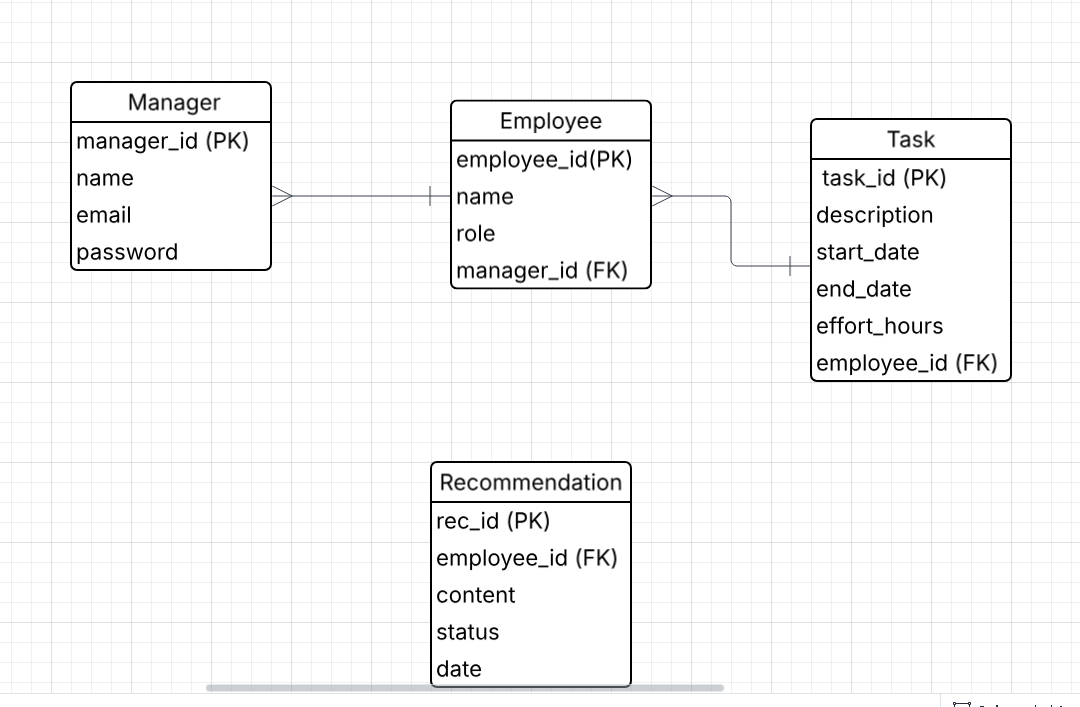 Manager
manager_id (PK)
name
email
password
Employee
employee_id(PK)
name
role
manager_id (FK)
Task
task_id (PK)
description
start_date
end_date
effort_hours
employee_id (FK)
Recommendation
rec_id (PK)
employee_id (FK)
content
status
date